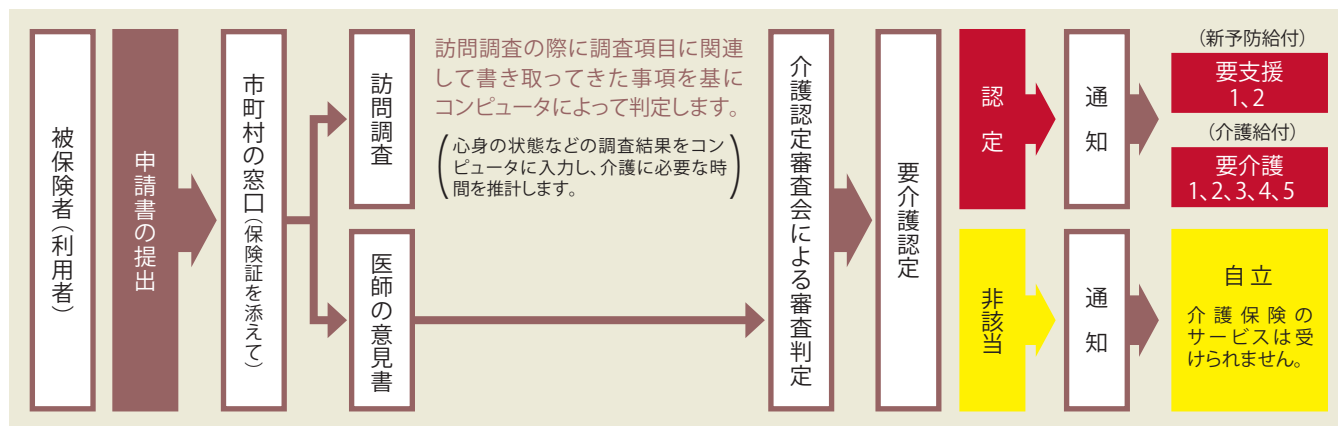 被保険者（利用者）
申請書の提出
市町村の窓口（保険証を添えて）
訪問調査
訪問調査の際に調査項目に関連
して書き取ってきた事項を基に
コンピュータによって判定します。
（心身の状態などの調査結果をコン
ピュータに入力し、介護に必要な時
間を推計します。）
医師の意見書
介護認定審査会による審査判定
要介護認定
認定
通知
（新予防給付）
要支援
1、2
（介護給付）
要介護
1、2、3、4、5
非該当
通知
自立
介護保険の
サービスは受
けられません。